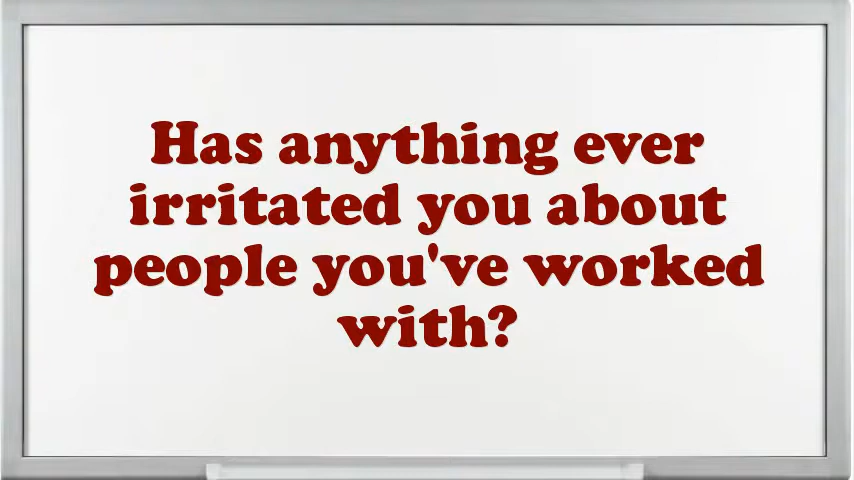 Has anything ever
irritated you about
people you've worked
with?